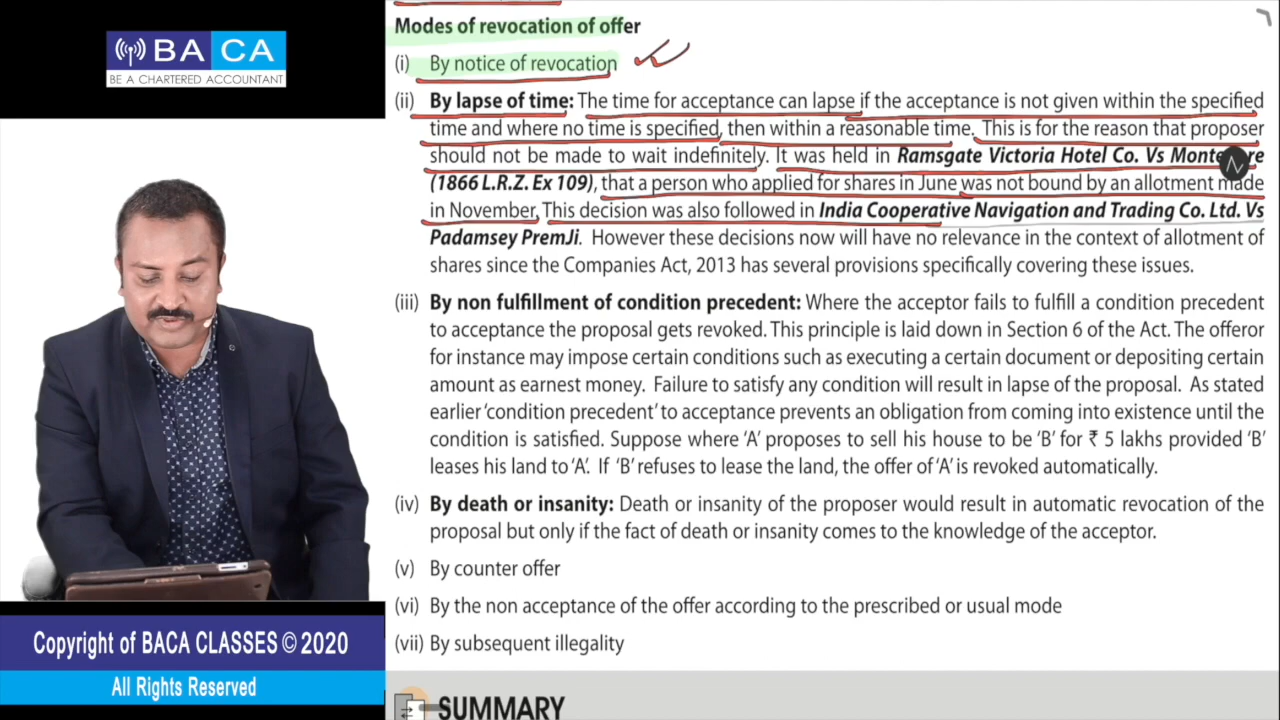 BACA
BE A CHARTERED ACCOUNTANT
Modes of revocation of offer
(i) By notice of revocation
(ii) By lapse of time: The time for acceptance can lapse if the acceptance is not given within the specified
time and where no time is specified, then within a reasonable time. This is for the reason that proposer
should not be made to wait indefinitely. It was held in Ramsgate Victoria Hotel Co. Vs
(1866 L.R.Z. Ex 109), that a person who applied for shares in June was not bound by an allotment made
in November. This decision was also followed in India Cooperative Navigation and Trading Co. Ltd. Vs
Padamsey PremJi. However these decisions now will have no relevance in the context of allotment of
shares since the Companies Act, 2013 has several provisions specifically covering these issues.
(iii) By non fulfillment of condition precedent: Where the acceptor fails to fulfill a condition precedent
to acceptance the proposal gets revoked. This principle is laid down in Section 6 of the Act. The offeror
for instance may impose certain conditions such as executing a certain document or depositing certain
amount as earnest money. Failure to satisfy any condition will result in lapse of the proposal. As stated
earlier ‘condition precedent’ to acceptance prevents an obligation from coming into existence until the
condition is satisfied. Suppose where ‘A’ proposes to sell his house to be ‘B’ for ₹ 5 lakhs provided ‘B’
leases his land to ‘A’. If ‘B’ refuses to lease the land, the offer of ‘A’ is revoked automatically.
(iv) By death or insanity: Death or insanity of the proposer would result in automatic revocation of the
proposal but only if the fact of death or insanity comes to the knowledge of the acceptor.
(v) By counter offer
(vi) By the non acceptance of the offer according to the prescribed or usual mode
(vii) By subsequent illegality
SUMMARY
Copyright of BACA CLASSES © 2020
All Rights Reserved